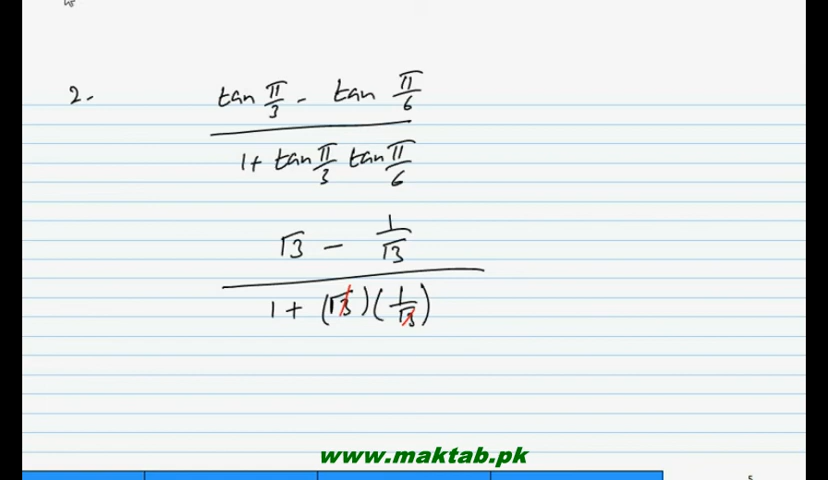 2- tan π/3 - tan π/6
1 + tan π/3 tan π/6
√3 - 1/√3
1 + (√3)(1/√3)
www.maktab.pk
5